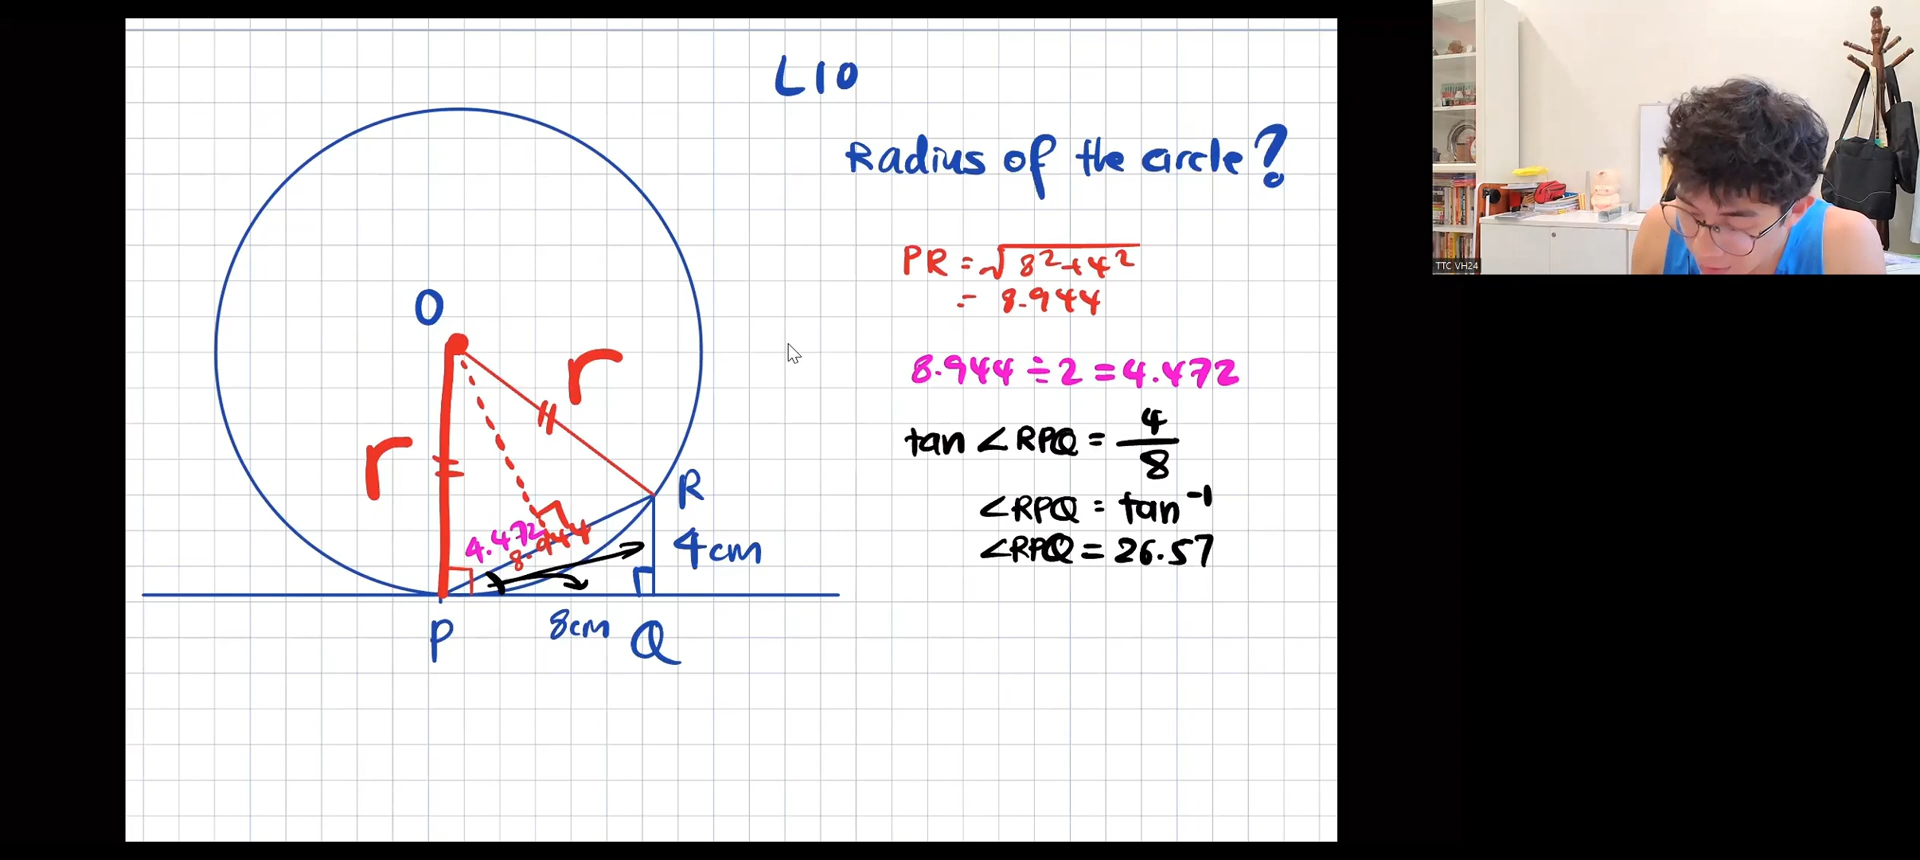 L10
Radius of the circle?
PR = √8²+4²
= 8.944
8.944 ÷ 2 = 4.472
tan ∠RPQ = 4/8
∠RPQ = tan⁻¹
∠RPQ = 26.57
O
r
r
R
4.472
8.944
4cm
8cm
P
Q
TTC VH24